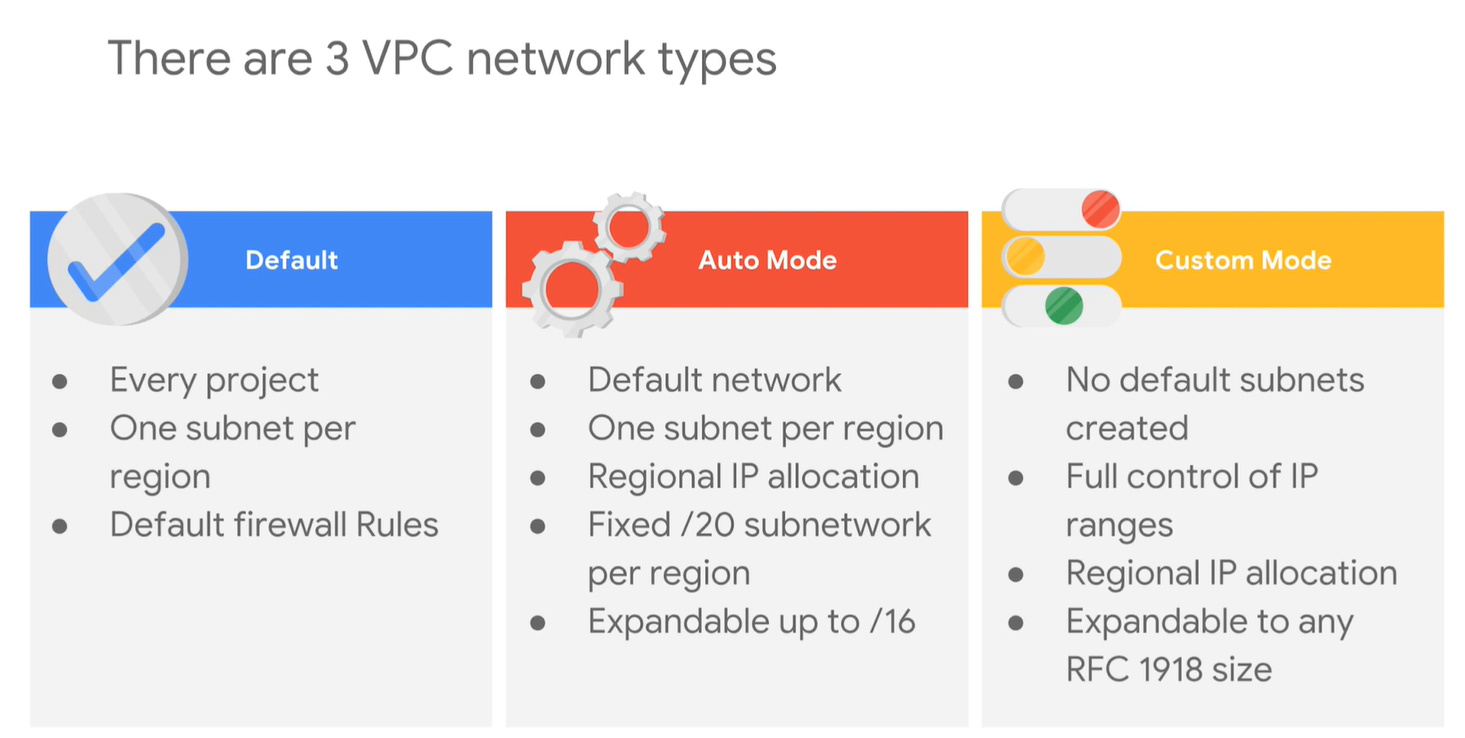 There are 3 VPC network types
Default
● Every project
● One subnet per
region
● Default firewall Rules
Auto Mode
● Default network
● One subnet per region
● Regional IP allocation
● Fixed /20 subnetwork
per region
● Expandable up to /16
Custom Mode
● No default subnets
created
● Full control of IP
ranges
● Regional IP allocation
● Expandable to any
RFC 1918 size